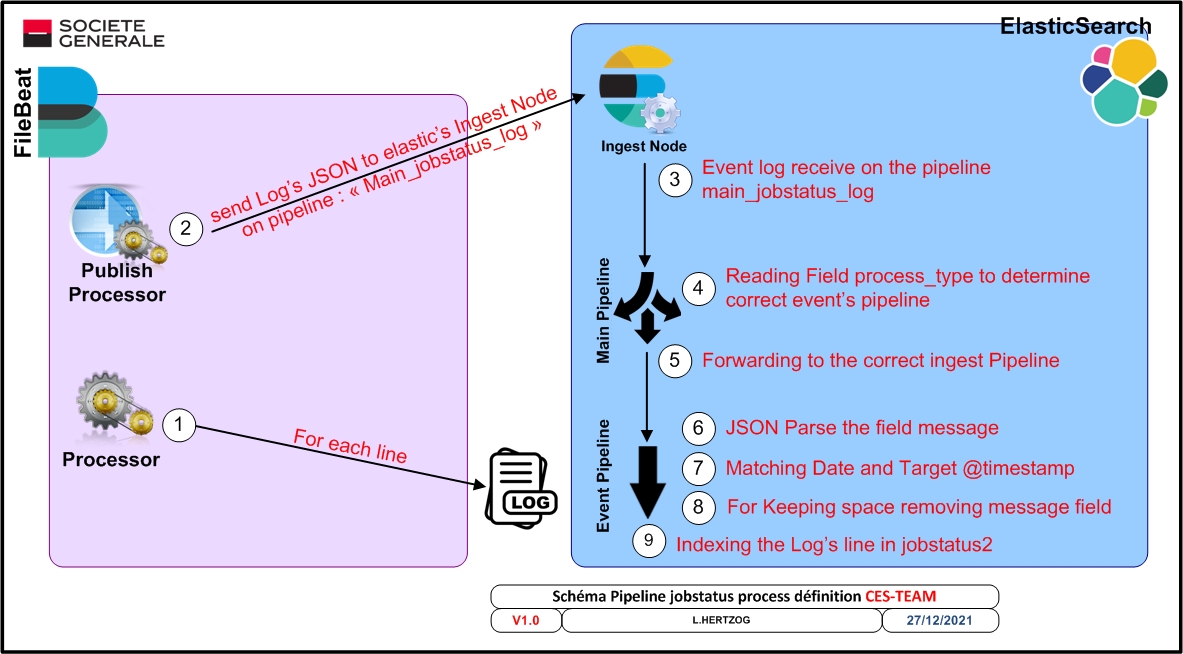 SOCIETE
GENERALE
ElasticSearch
FileBeat
send Log's JSON to elastic's Ingest Node
on pipeline : « Main_jobstatus_log »
2
Publish
Processor
1
Processor
For each line
LOG
Ingest Node
3
Event log receive on the pipeline
main_jobstatus_log
Main Pipeline
4
Reading Field process_type to determine
correct event's pipeline
5
Forwarding to the correct ingest Pipeline
Event Pipeline
6
JSON Parse the field message
7
Matching Date and Target @timestamp
8
For Keeping space removing message field
9
Indexing the Log's line in jobstatus2
Schéma Pipeline jobstatus process définition CES-TEAM
V1.0
L.HERTZOG
27/12/2021